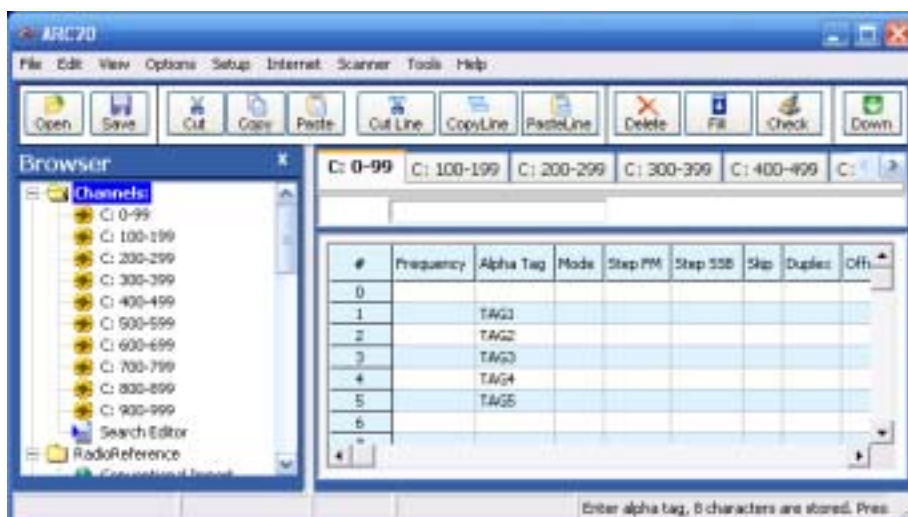 ARC20
File Edit View Options Setup Internet Scanner Tools Help
Open Save Cut Copy Paste Cut Line CopyLine PasteLine Delete Fill Check Down
Browser x
C: 0-99 C: 100-199 C: 200-299 C: 300-399 C: 400-499 C:
Channels:
C: 0-99
C: 100-199
C: 200-299
C: 300-399
C: 400-499
C: 500-599
C: 600-699
C: 700-799
C: 800-899
C: 900-999
Search Editor
RadioReference
Conventional Import
# Frequency Alpha Tag Mode Step FM Step SSB Skip Duplex Offs
0
1 TAG1
2 TAG2
3 TAG3
4 TAG4
5 TAG5
6
Enter alpha tag, 8 characters are stored. Press